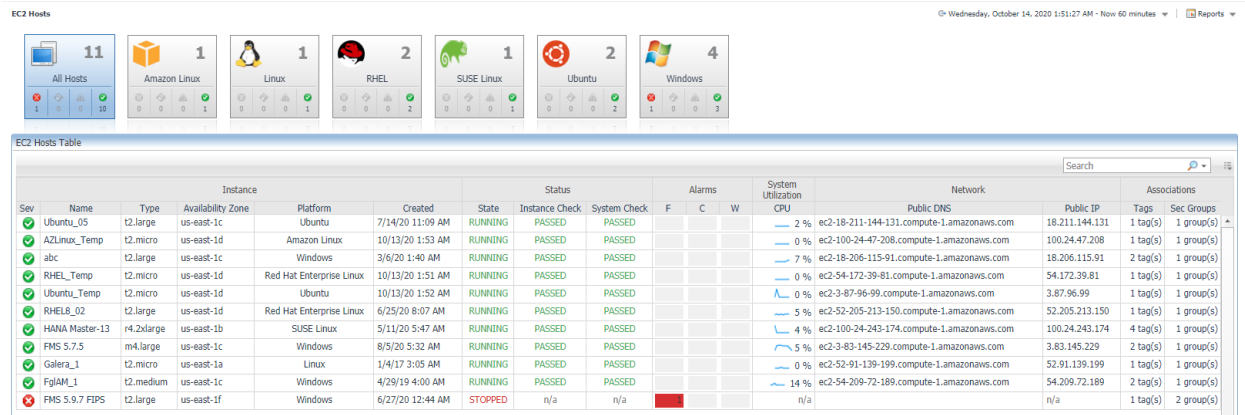 EC2 Hosts
Wednesday, October 14, 2020 1:51:27 AM - Now 60 minutes Reports
11 1 1 2 1 2 4
All Hosts Amazon Linux Linux RHEL SUSE Linux Ubuntu Windows
1 0 0 10 0 0 0 1 0 0 0 1 0 0 0 2 0 0 0 1 0 0 0 2 1 0 0 3
EC2 Hosts Table
Search
Instance Status Alarms System Utilization Network Associations
Sev Name Type Availability Zone Platform Created State Instance Check System Check F C W CPU Public DNS Public IP Tags Sec Groups
Ubuntu_05 t2.large us-east-1c Ubuntu 7/14/20 11:09 AM RUNNING PASSED PASSED 2 % ec2-18-211-144-131.compute-1.amazonaws.com 18.211.144.131 1 tag(s) 1 group(s)
AZLinux_Temp t2.micro us-east-1d Amazon Linux 10/13/20 1:53 AM RUNNING PASSED PASSED 0 % ec2-100-24-47-208.compute-1.amazonaws.com 100.24.47.208 1 tag(s) 1 group(s)
abc t2.large us-east-1c Windows 3/6/20 1:40 AM RUNNING PASSED PASSED 7 % ec2-18-206-115-91.compute-1.amazonaws.com 18.206.115.91 2 tag(s) 1 group(s)
RHEL_Temp t2.micro us-east-1d Red Hat Enterprise Linux 10/13/20 1:51 AM RUNNING PASSED PASSED 0 % ec2-54-172-39-81.compute-1.amazonaws.com 54.172.39.81 1 tag(s) 1 group(s)
Ubuntu_Temp t2.micro us-east-1d Ubuntu 10/13/20 1:52 AM RUNNING PASSED PASSED 0 % ec2-3-87-96-99.compute-1.amazonaws.com 3.87.96.99 1 tag(s) 1 group(s)
RHEL8_02 t2.large us-east-1d Red Hat Enterprise Linux 6/25/20 8:07 AM RUNNING PASSED PASSED 5 % ec2-52-205-213-150.compute-1.amazonaws.com 52.205.213.150 1 tag(s) 1 group(s)
HANA Master-13 r4.2xlarge us-east-1b SUSE Linux 5/11/20 5:47 AM RUNNING PASSED PASSED 4 % ec2-100-24-243-174.compute-1.amazonaws.com 100.24.243.174 4 tag(s) 1 group(s)
FMS 5.7.5 m4.large us-east-1c Windows 8/5/20 5:32 AM RUNNING PASSED PASSED 5 % ec2-3-83-145-229.compute-1.amazonaws.com 3.83.145.229 2 tag(s) 1 group(s)
Galera_1 t2.micro us-east-1a Linux 1/4/17 3:05 AM RUNNING PASSED PASSED 0 % ec2-52-91-139-199.compute-1.amazonaws.com 52.91.139.199 1 tag(s) 1 group(s)
FglAM_1 t2.medium us-east-1c Windows 4/29/19 4:00 AM RUNNING PASSED PASSED 14 % ec2-54-209-72-189.compute-1.amazonaws.com 54.209.72.189 2 tag(s) 1 group(s)
FMS 5.9.7 FIPS t2.large us-east-1f Windows 6/27/20 12:44 AM STOPPED n/a n/a 1 n/a n/a 1 tag(s) 2 group(s)